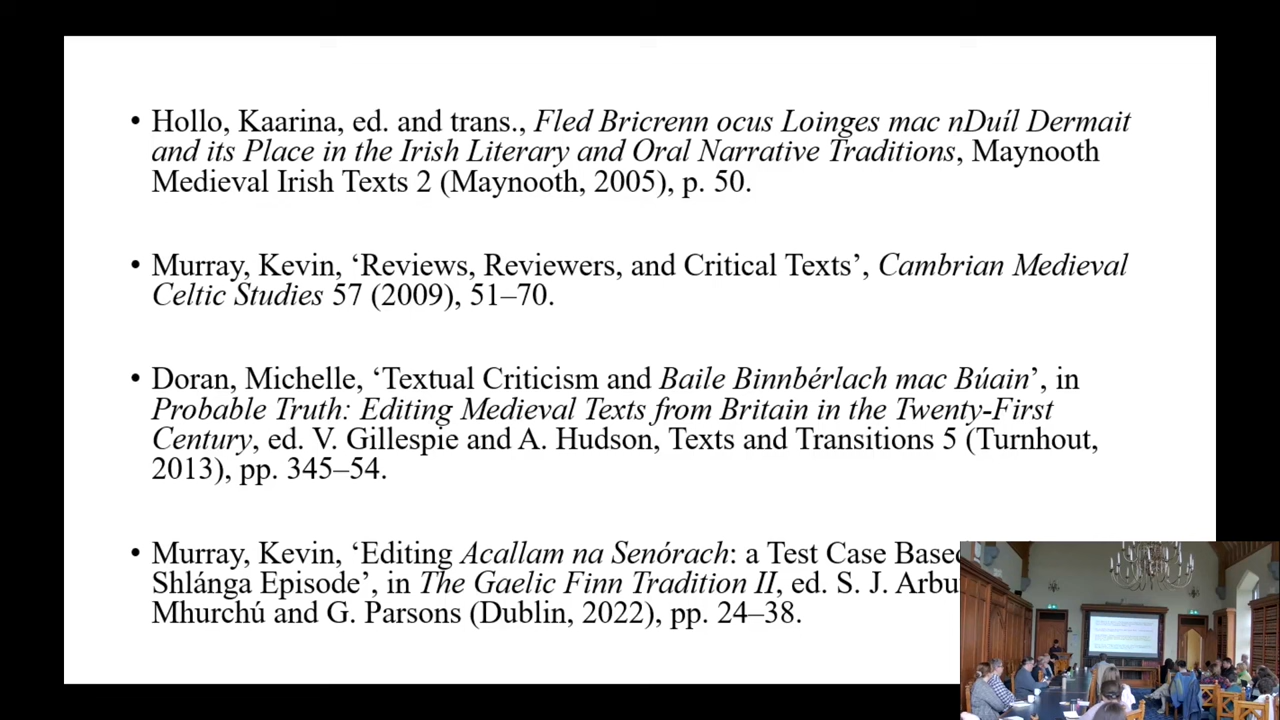 • Hollo, Kaarina, ed. and trans., Fled Bricrenn ocus Loinges mac nDuíl Dermait
and its Place in the Irish Literary and Oral Narrative Traditions, Maynooth
Medieval Irish Texts 2 (Maynooth, 2005), p. 50.
• Murray, Kevin, ‘Reviews, Reviewers, and Critical Texts’, Cambrian Medieval
Celtic Studies 57 (2009), 51–70.
• Doran, Michelle, ‘Textual Criticism and Baile Binnbérlach mac Búain’, in
Probable Truth: Editing Medieval Texts from Britain in the Twenty-First
Century, ed. V. Gillespie and A. Hudson, Texts and Transitions 5 (Turnhout,
2013), pp. 345–54.
• Murray, Kevin, ‘Editing Acallam na Senórach: a Test Case
Shlánga Episode’, in The Gaelic Finn Tradition II, ed. S. J.
Mhurchú and G. Parsons (Dublin, 2022), pp. 24–38.